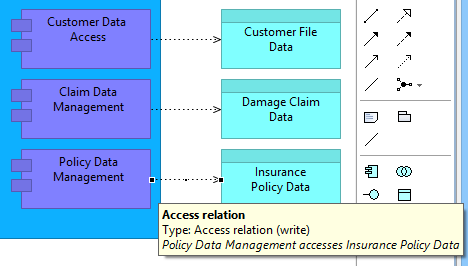 Customer Data
Access
Customer File
Data
Claim Data
Management
Damage Claim
Data
Policy Data
Management
Insurance
Policy Data
Access relation
Type: Access relation (write)
Policy Data Management accesses Insurance Policy Data